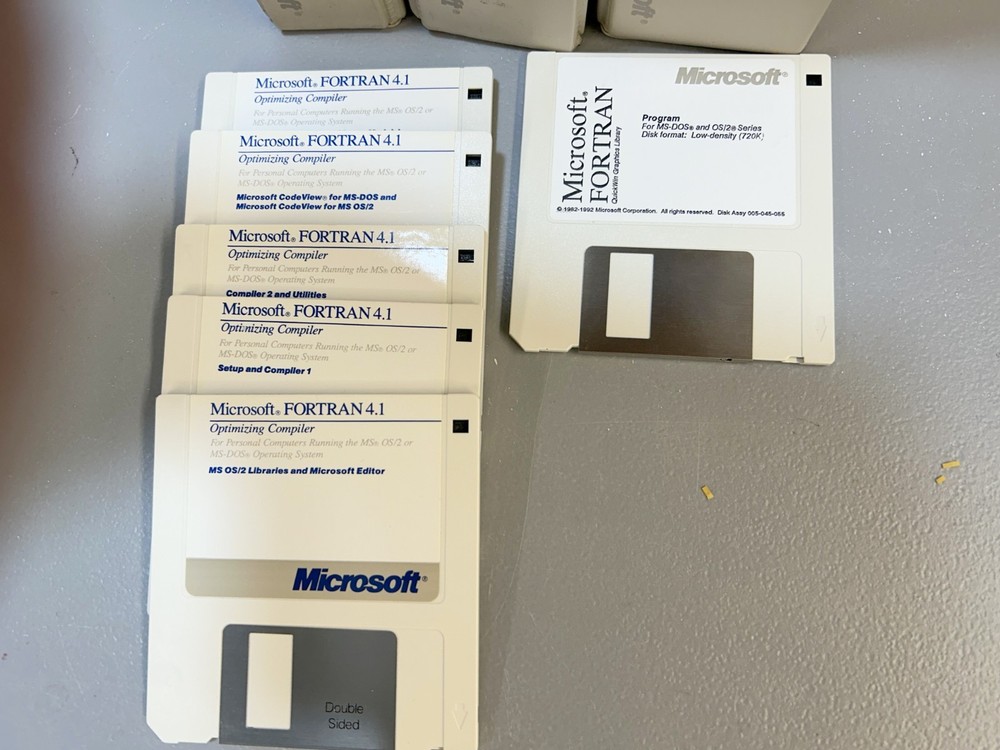 Microsoft® FORTRAN 4.1
Optimizing Compiler
For Personal Computers Running the MS® OS/2 or
MS-DOS® Operating System
Microsoft® FORTRAN 4.1
Optimizing Compiler
For Personal Computers Running the MS® OS/2 or
MS-DOS® Operating System
Microsoft CodeView® for MS-DOS and
Microsoft CodeView for MS OS/2
Microsoft® FORTRAN 4.1
Optimizing Compiler
For Personal Computers Running the MS® OS/2 or
MS-DOS® Operating System
Compiler 2 and Utilities
Microsoft® FORTRAN 4.1
Optimizing Compiler
For Personal Computers Running the MS® OS/2 or
MS-DOS® Operating System
Setup and Compiler 1
Microsoft® FORTRAN 4.1
Optimizing Compiler
For Personal Computers Running the MS® OS/2 or
MS-DOS® Operating System
MS OS/2 Libraries and Microsoft Editor
Microsoft®
Double
Sided
Microsoft®
Microsoft®
FORTRAN
QuickWin Graphics Library
Program
For MS-DOS® and OS/2® Series
Disk format: Low-density (720K)
© 1982-1992 Microsoft Corporation. All rights reserved. Disk Assy 005-045-055